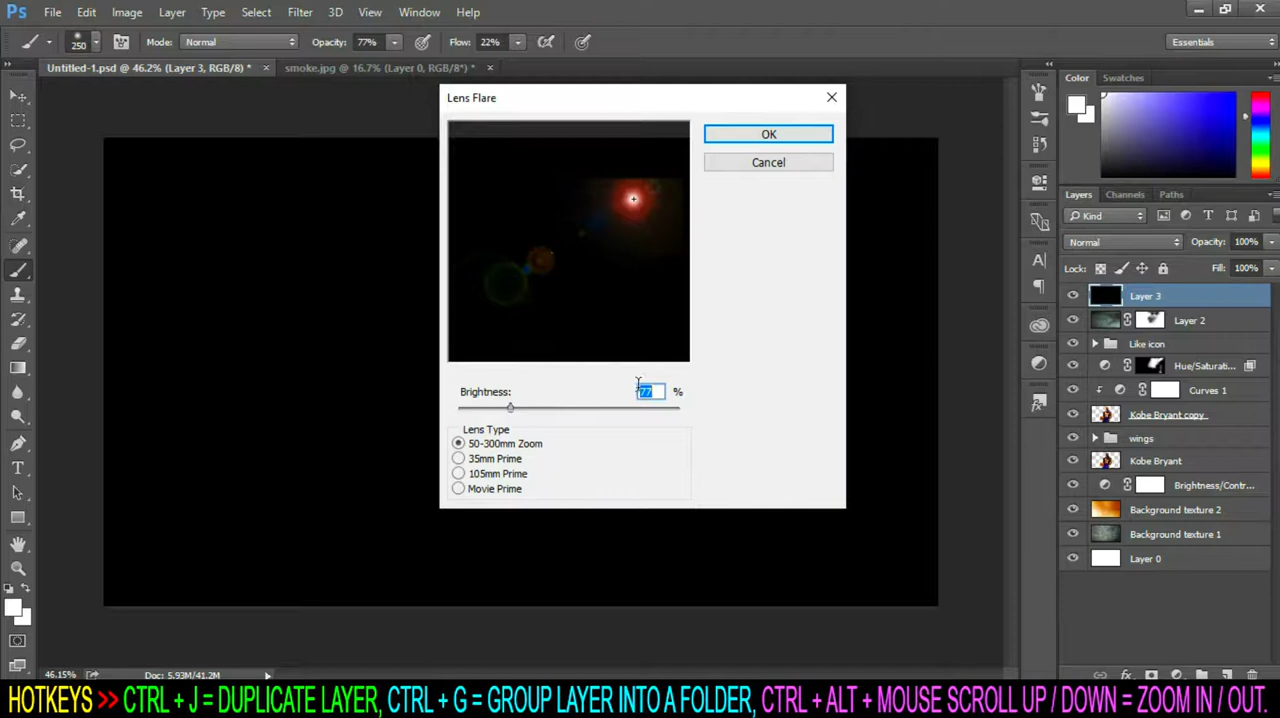 Ps File Edit Image Layer Type Select Filter 3D View Window Help
250 Mode: Normal Opacity: 77% Flow: 22% Essentials
Untitled-1.psd @ 46.2% (Layer 3, RGB/8) * × smoke.jpg @ 16.7% (Layer 0, RGB/8*) * ×
Color Swatches
Lens Flare
OK
Cancel
Brightness: 77 %
Lens Type
50-300mm Zoom
35mm Prime
105mm Prime
Movie Prime
Layers Channels Paths
Kind
Normal Opacity: 100%
Lock: Fill: 100%
Layer 3
Layer 2
Like icon
Hue/Saturati...
Curves 1
Kobe Bryant copy
wings
Kobe Bryant
Brightness/Contr...
Background texture 2
Background texture 1
Layer 0
46.15% Doc: 5.93M/41.2M
HOTKEYS >> CTRL + J = DUPLICATE LAYER, CTRL + G = GROUP LAYER INTO A FOLDER, CTRL + ALT + MOUSE SCROLL UP / DOWN = ZOOM IN / OUT.